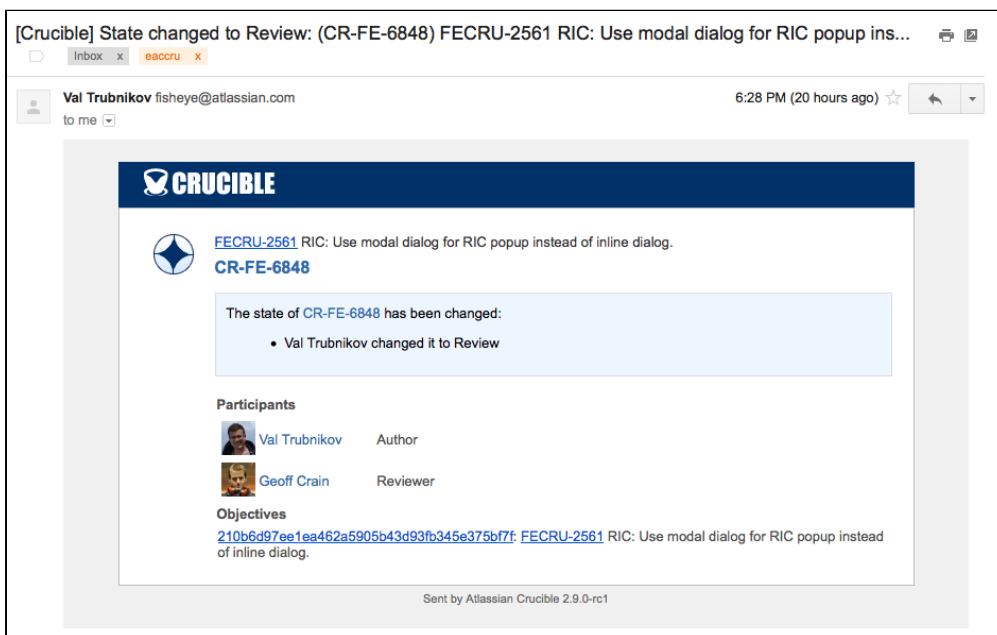 [Crucible] State changed to Review: (CR-FE-6848) FECRU-2561 RIC: Use modal dialog for RIC popup ins...
Inbox x eaccru x
Val Trubnikov fisheye@atlassian.com 6:28 PM (20 hours ago)
to me
CRUCIBLE
FECRU-2561 RIC: Use modal dialog for RIC popup instead of inline dialog.
CR-FE-6848
The state of CR-FE-6848 has been changed:
• Val Trubnikov changed it to Review
Participants
Val Trubnikov Author
Geoff Crain Reviewer
Objectives
210b6d97ee1ea462a5905b43d93fb345e375bf7f: FECRU-2561 RIC: Use modal dialog for RIC popup instead
of inline dialog.
Sent by Atlassian Crucible 2.9.0-rc1